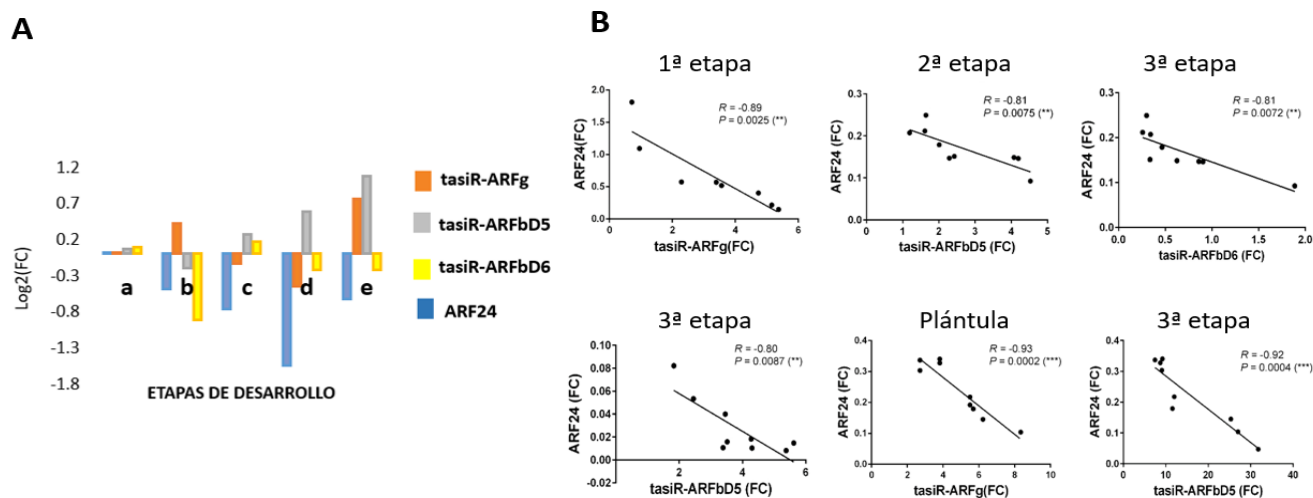 A
1.2
0.7
0.2
-0.3
-0.8
-1.3
-1.8
Log2(FC)
a
b
c
d
e
ETAPAS DE DESARROLLO
tasiR-ARFg
tasiR-ARFbD5
tasiR-ARFbD6
ARF24
B
1ª etapa
R = -0.89
P = 0.0025 (**)
ARF24(FC)
2.0
1.5
1.0
0.5
0.0
0 2 4 6
tasiR-ARFg(FC)
2ª etapa
R = -0.81
P = 0.0075 (**)
ARF24 (FC)
0.3
0.2
0.1
0.0
1 2 3 4 5
tasiR-ARFbD5 (FC)
3ª etapa
R = -0.81
P = 0.0072 (**)
ARF24 (FC)
0.3
0.2
0.1
0.0
0.0 0.5 1.0 1.5 2.0
tasiR-ARFbD6 (FC)
3ª etapa
R = -0.80
P = 0.0087 (**)
ARF24 (FC)
0.10
0.08
0.06
0.04
0.02
0.00
-0.02
2 4 6
tasiR-ARFbD5 (FC)
Plántula
R = -0.93
P = 0.0002 (***)
ARF24 (FC)
0.4
0.3
0.2
0.1
0.0
0 2 4 6 8 10
tasiR-ARFg(FC)
3ª etapa
R = -0.92
P = 0.0004 (***)
ARF24 (FC)
0.4
0.3
0.2
0.1
0.0
0 10 20 30 40
tasiR-ARFbD5 (FC)